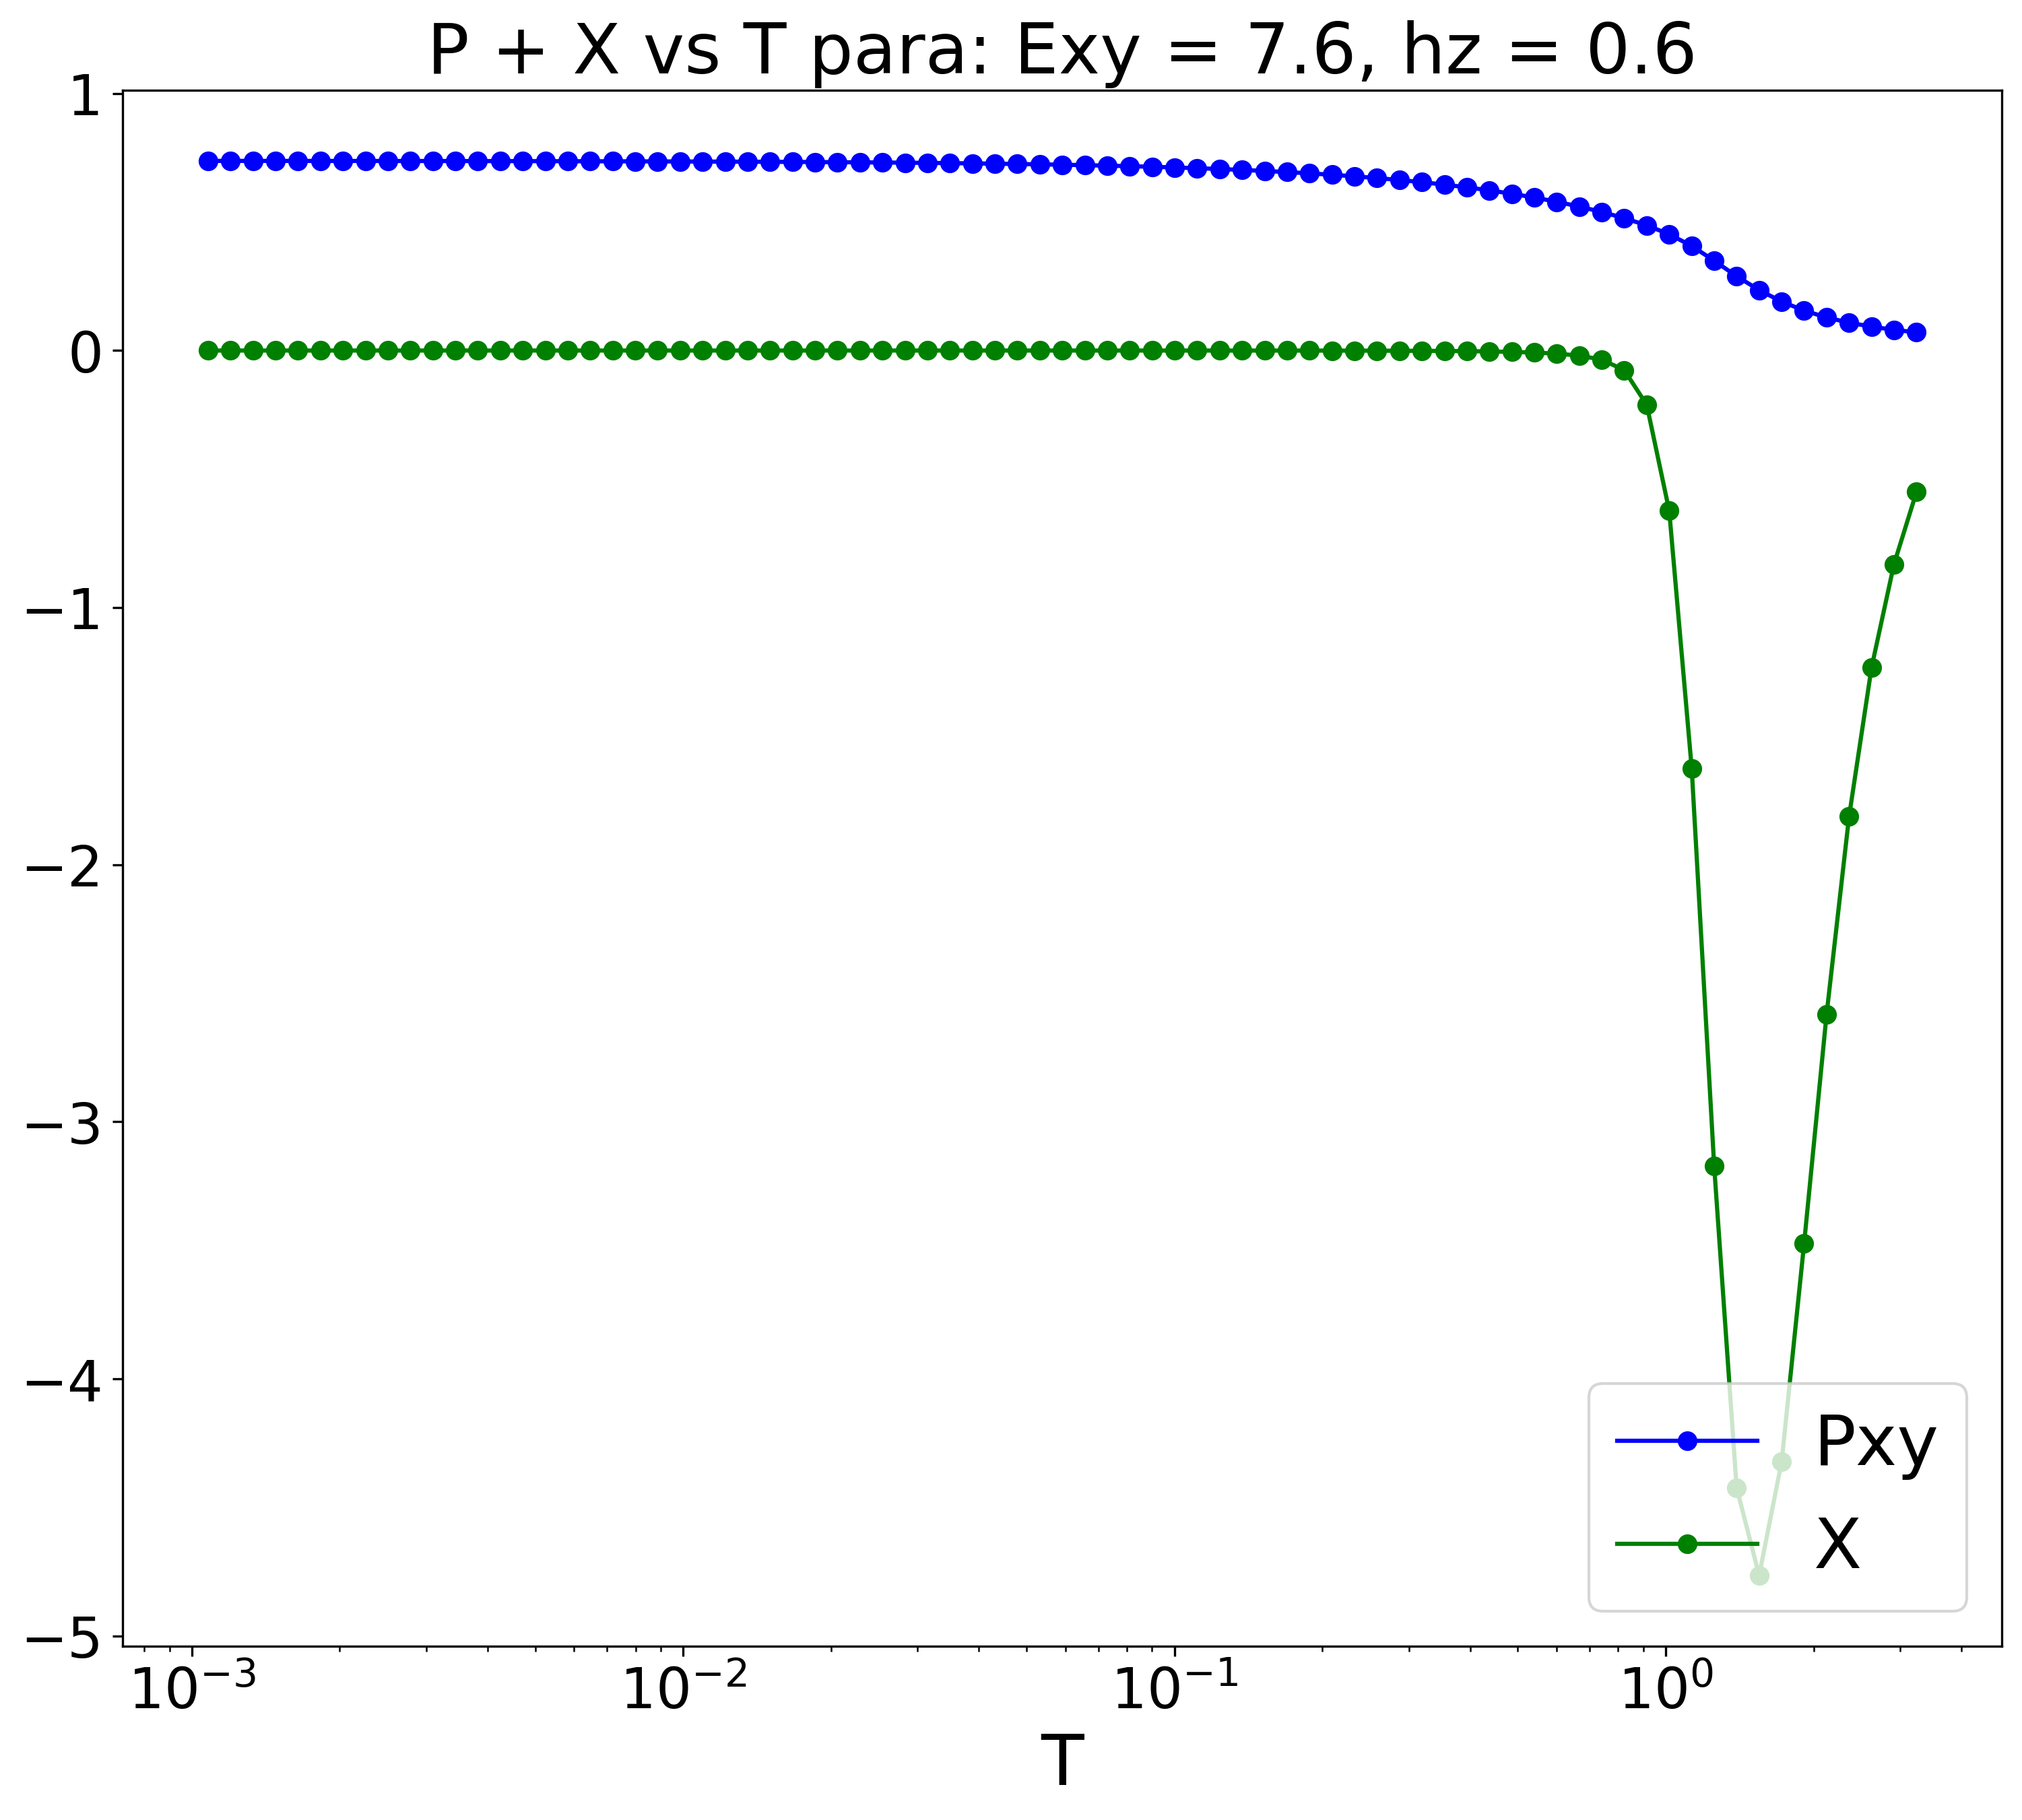 P + X vs T para: Exy = 7.6, hz = 0.6
1
0
−1
−2
−3
−4
−5
Pxy
X
10⁻³ 10⁻² 10⁻¹ 10⁰
T